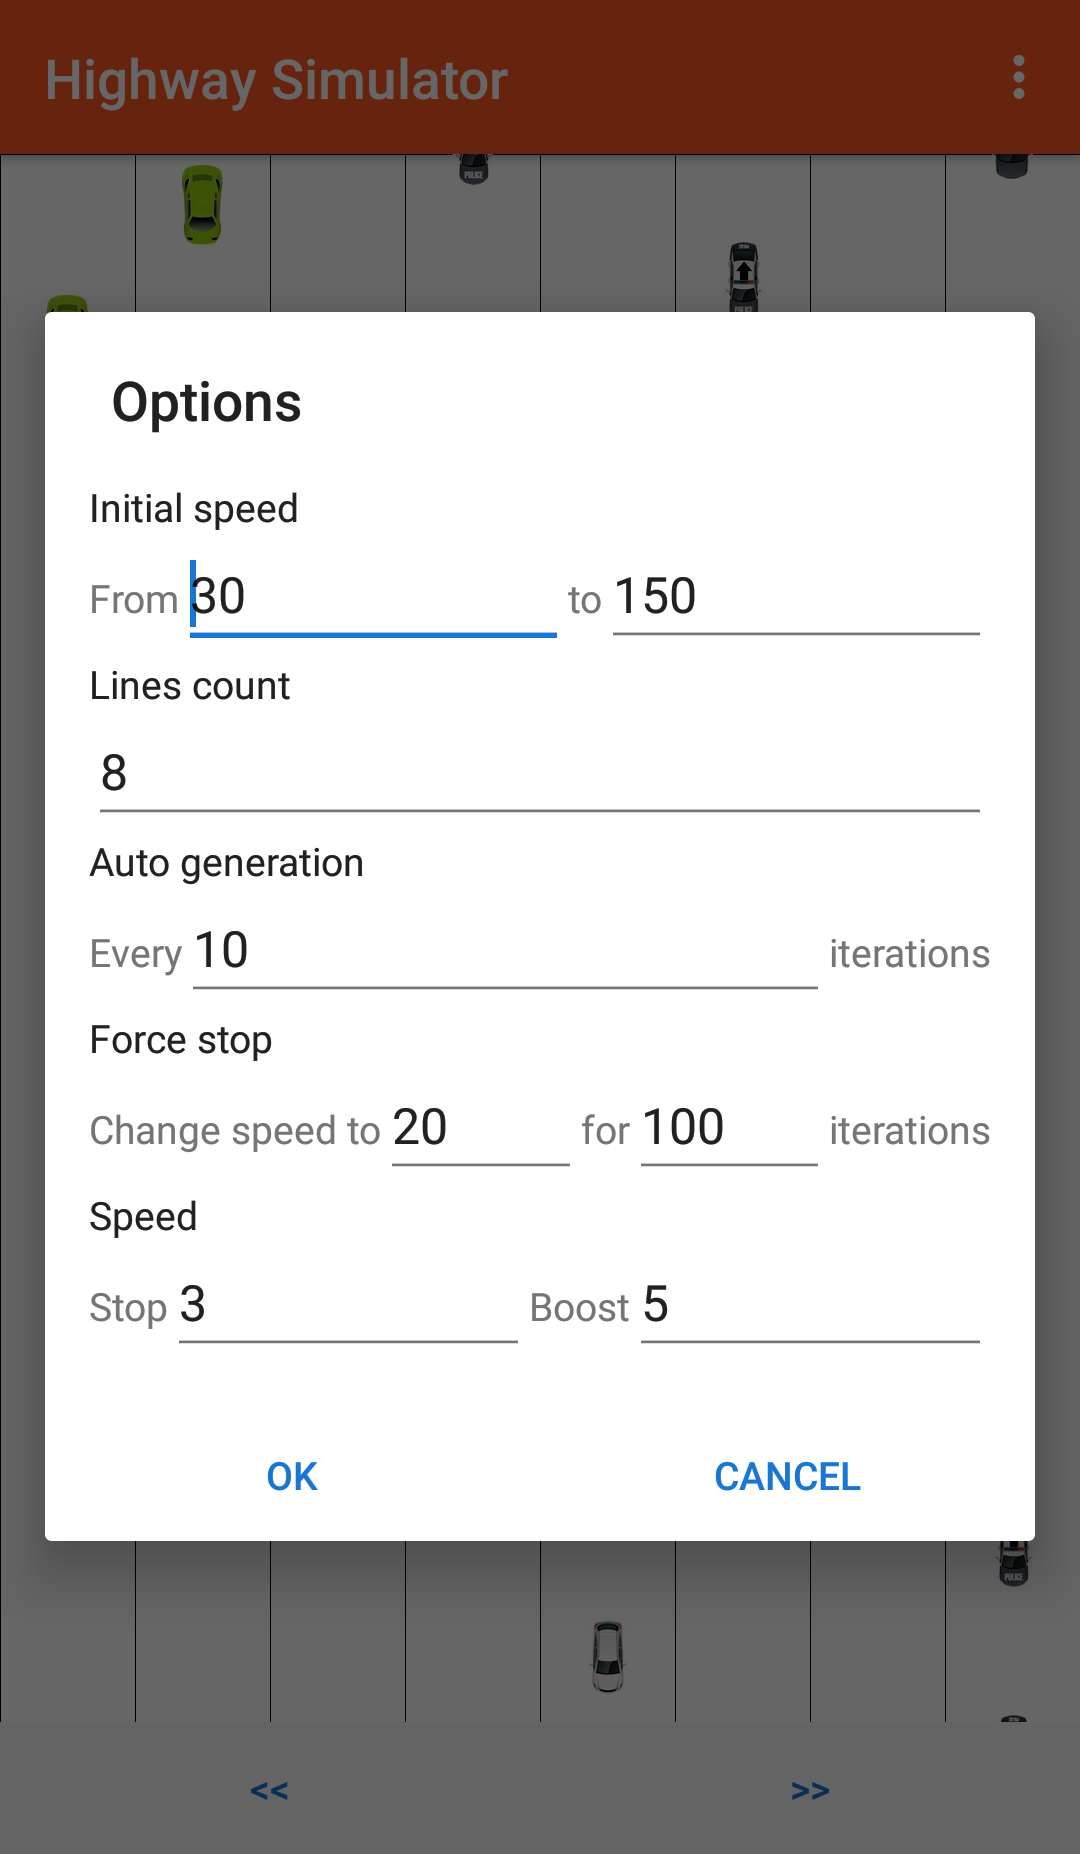 Highway Simulator
POLICE
POLICE
Options
Initial speed
From 30 to 150
Lines count
8
Auto generation
Every 10 iterations
Force stop
Change speed to 20 for 100 iterations
Speed
Stop 3 Boost 5
OK CANCEL
POLICE
<< >>